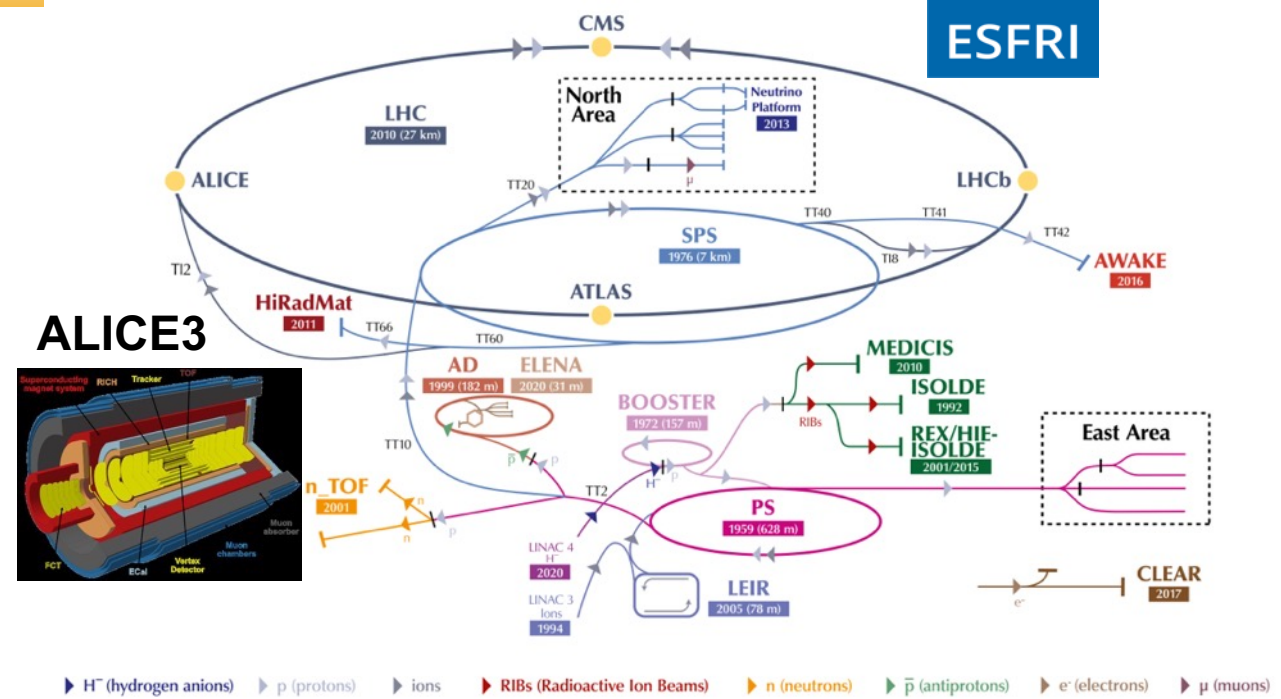 CMS
ESFRI
LHC
2010 (27 km)
North
Area
Neutrino
Platform
2013
μ
ALICE
LHCb
TT20
TT40
TT41
TT42
SPS
1976 (7 km)
TI8
AWAKE
2016
TI2
ATLAS
HiRadMat
2011
TT66
TT60
ALICE3
Superconducting
magnet system
RICH
Tracker
TOF
FCT
ECal
Vertex
Detector
Muon
chambers
Muon
absorber
AD
1999 (182 m)
ELENA
2020 (31 m)
BOOSTER
1972 (157 m)
MEDICIS
2010
ISOLDE
1992
RIBs
REX/HIE-
ISOLDE
2001/2015
East Area
TT10
p̅
p
H⁻
p
n_TOF
2001
n
n
p
TT2
PS
1959 (628 m)
LINAC 4
H⁻
2020
LINAC 3
Ions
1994
LEIR
2005 (78 m)
e⁻
CLEAR
2017
H⁻ (hydrogen anions)
p (protons)
ions
RIBs (Radioactive Ion Beams)
n (neutrons)
p̅ (antiprotons)
e⁻ (electrons)
μ (muons)